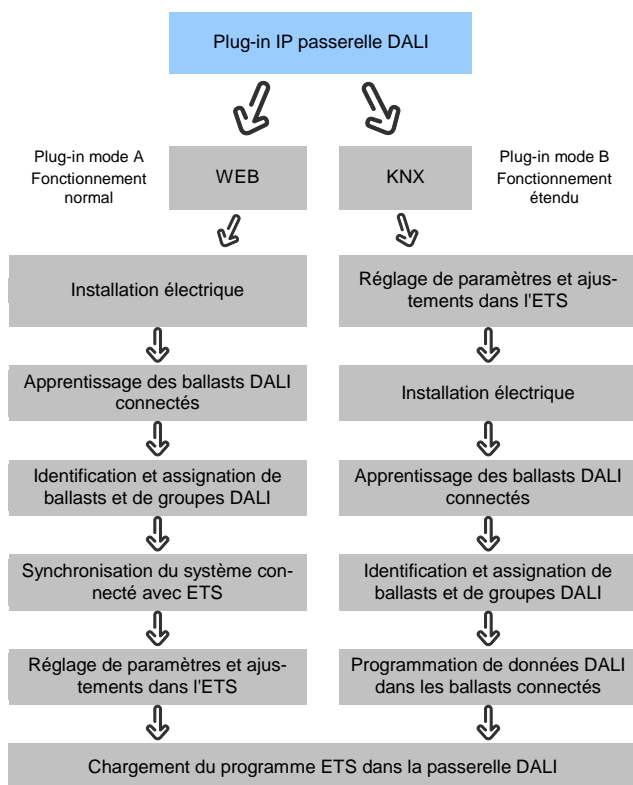 Plug-in IP passerelle DALI
Plug-in mode A
Fonctionnement
normal
WEB
KNX
Plug-in mode B
Fonctionnement
étendu
Installation électrique
Apprentissage des ballasts DALI
connectés
Identification et assignation de
ballasts et de groupes DALI
Synchronisation du système con-
necté avec ETS
Réglage de paramètres et ajus-
tements dans l'ETS
Réglage de paramètres et ajus-
tements dans l'ETS
Installation électrique
Apprentissage des ballasts DALI
connectés
Identification et assignation de
ballasts et de groupes DALI
Programmation de données DALI
dans les ballasts connectés
Chargement du programme ETS dans la passerelle DALI